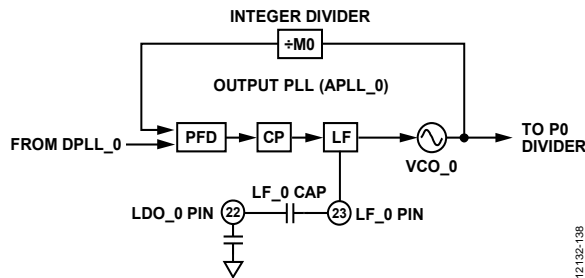 INTEGER DIVIDER
÷M0
OUTPUT PLL (APLL_0)
FROM DPLL_0
PFD
CP
LF
VCO_0
TO P0
DIVIDER
LF_0 CAP
LDO_0 PIN
22
23
LF_0 PIN
12132-138